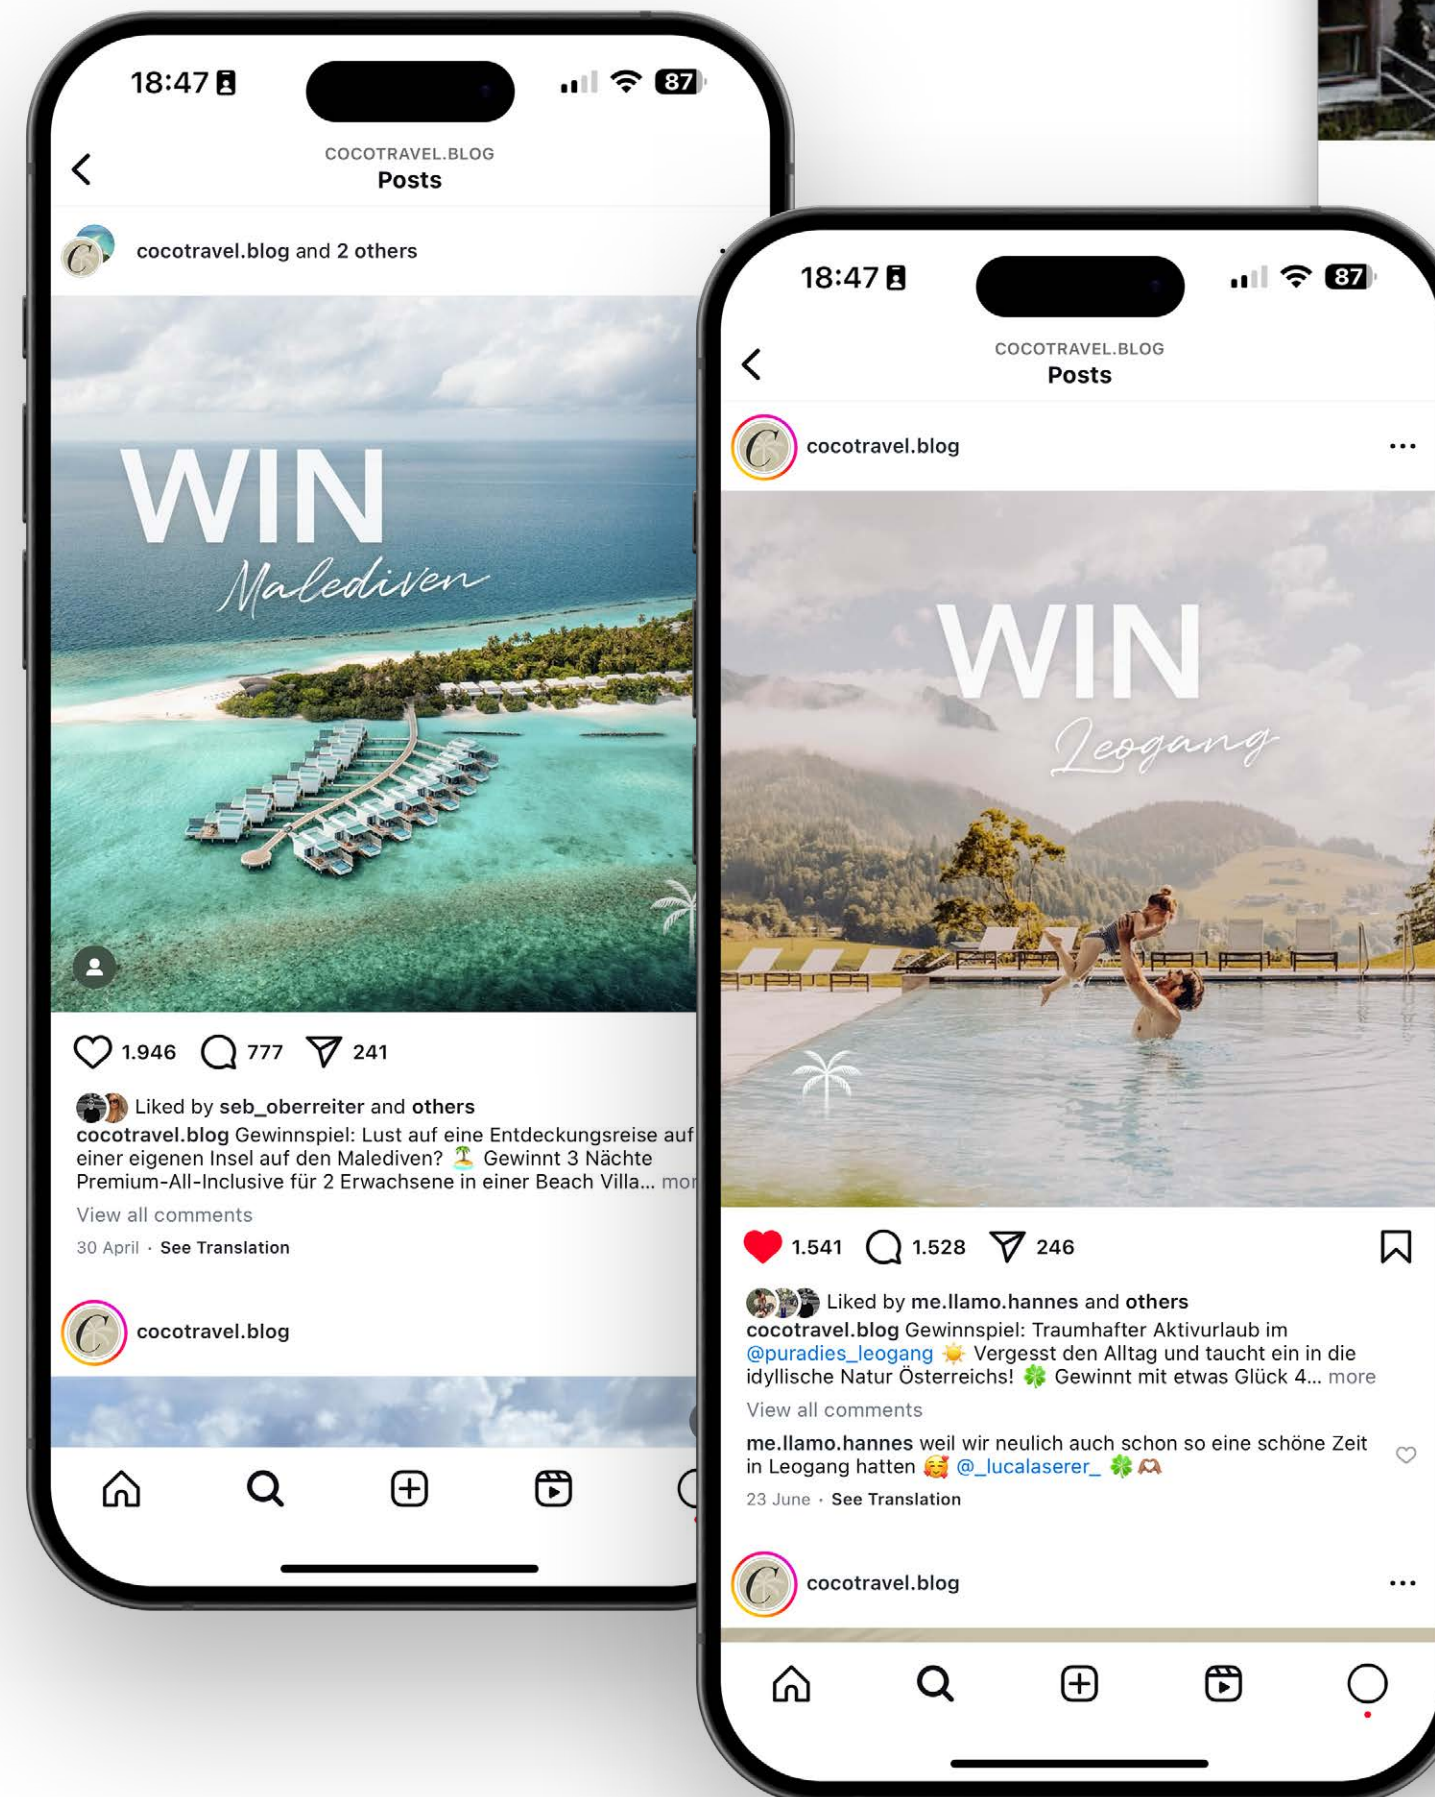 18:47
87
COCOTRAVEL.BLOG
Posts
cocotravel.blog and 2 others
WIN
Malediven
1.946 777 241
Liked by seb_oberreiter and others
cocotravel.blog Gewinnspiel: Lust auf eine Entdeckungsreise auf
einer eigenen Insel auf den Malediven? 🏝️ Gewinnt 3 Nächte
Premium-All-Inclusive für 2 Erwachsene in einer Beach Villa...
View all comments
30 April · See Translation
C
cocotravel.blog
18:47
87
COCOTRAVEL.BLOG
Posts
C
cocotravel.blog
WIN
Leogang
1.541 1.528 246
Liked by me.llamo.hannes and others
cocotravel.blog Gewinnspiel: Traumhafter Aktivurlaub im
@puradies_leogang ☀️ Vergesst den Alltag und taucht ein in die
idyllische Natur Österreichs! 🍀 Gewinnt mit etwas Glück 4... more
View all comments
me.llamo.hannes weil wir neulich auch schon so eine schöne Zeit
in Leogang hatten 🥰 @_lucalaserer_ 🍀🫶🏽
23 June · See Translation
C
cocotravel.blog